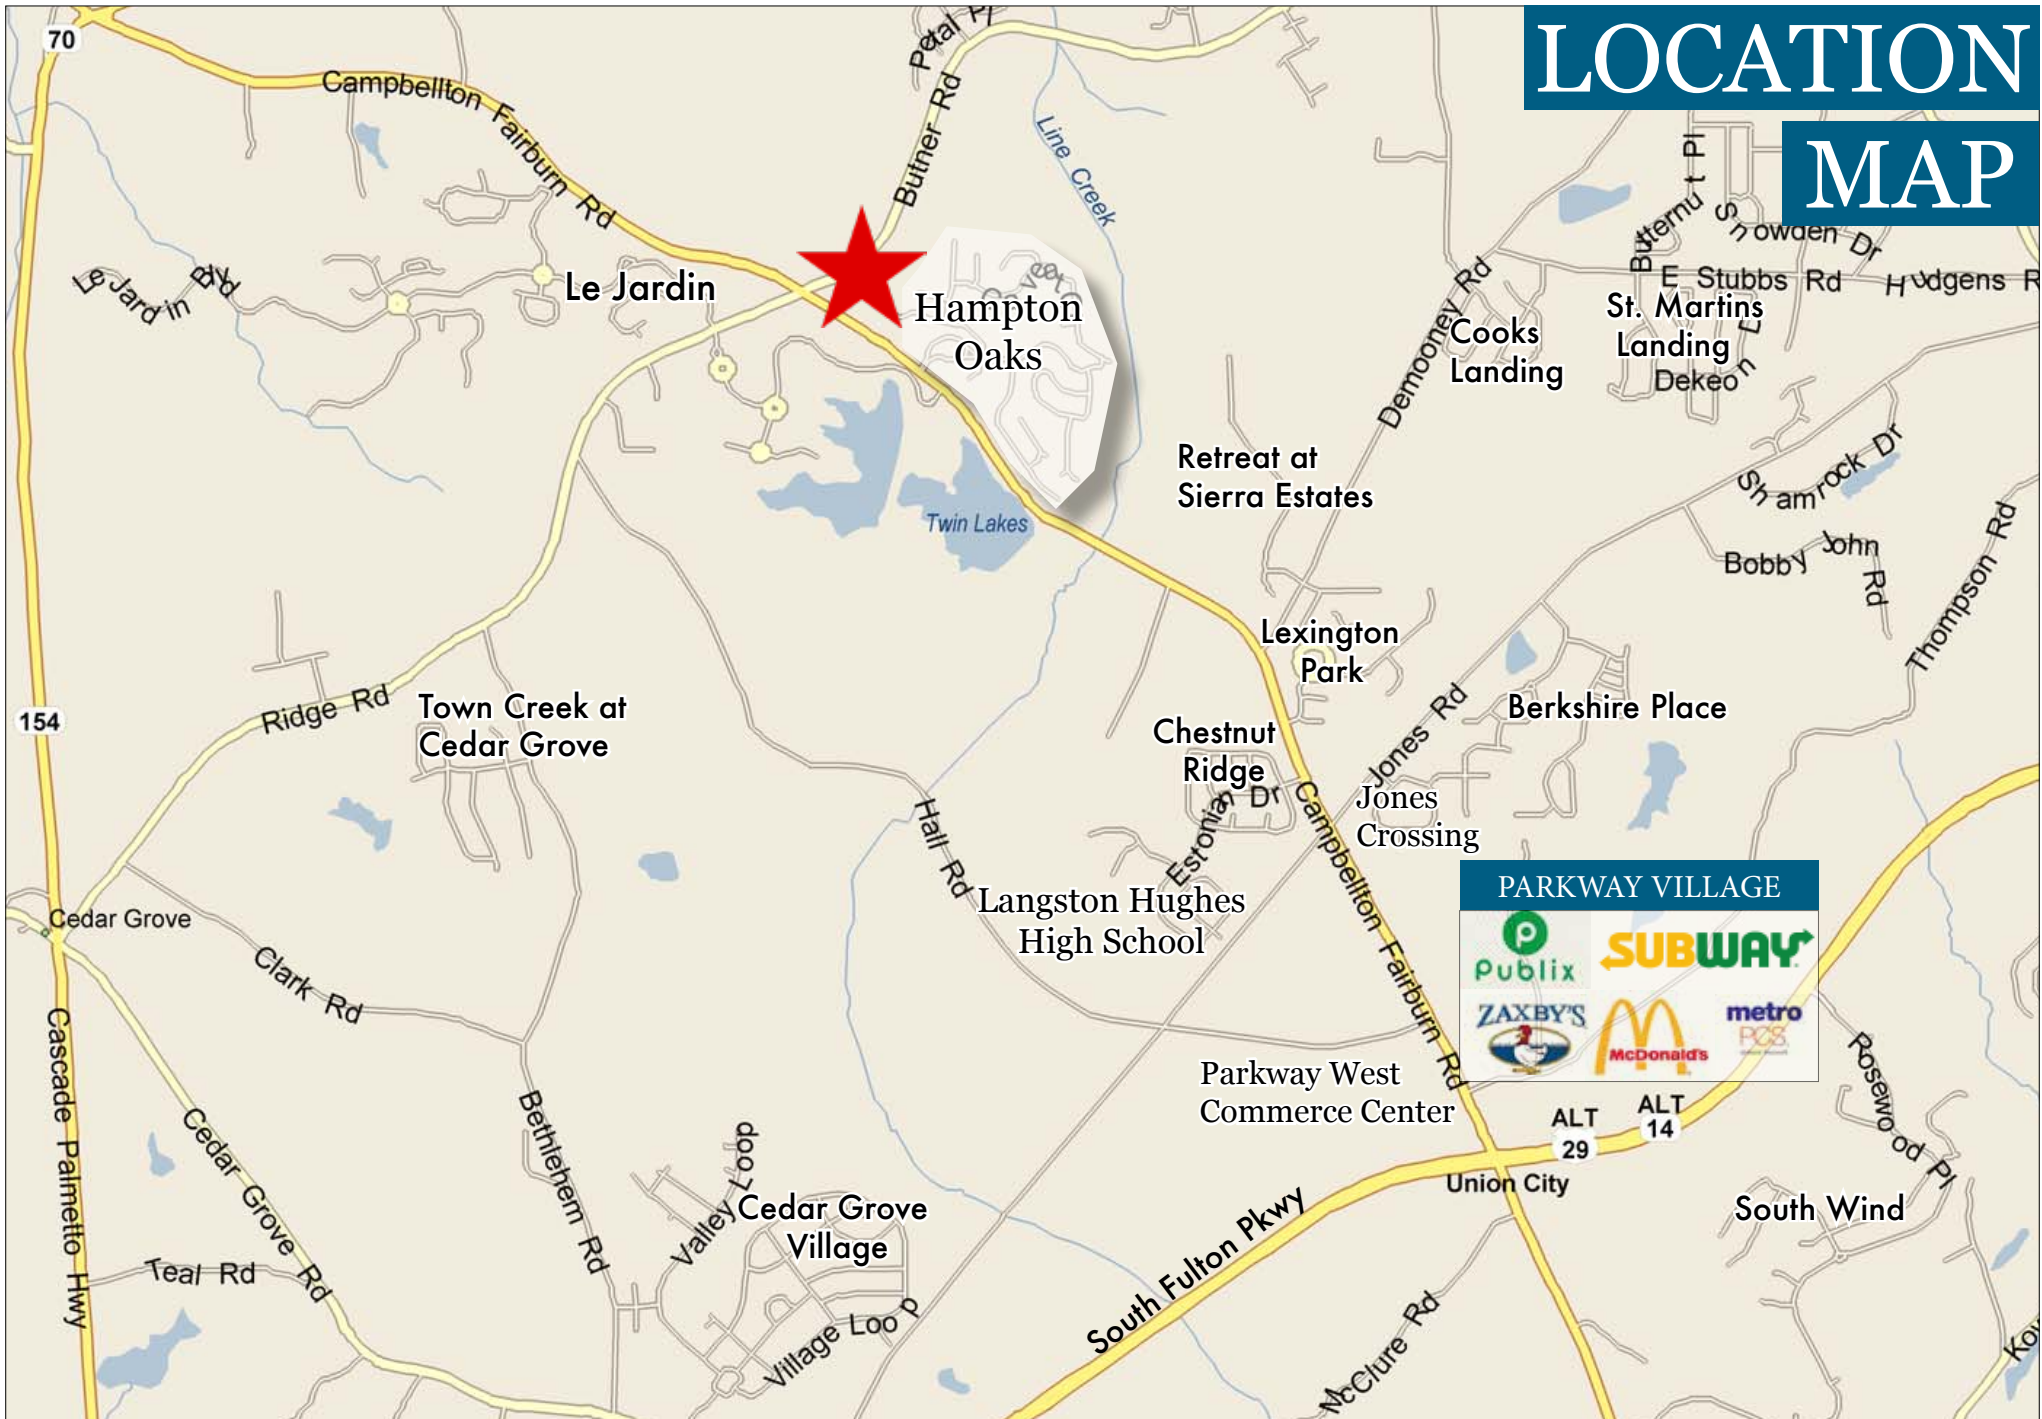 LOCATION
MAP
70
Campbellton Fairburn Rd
Petal Pl
Butner Rd
Line Creek
Butternut Pl
Snowden Dr
E Stubbs Rd
Hudgens R
Le Jardin Blvd
Le Jardin
Hampton
Oaks
Demooney Rd
Cooks
Landing
St. Martins
Landing
Dekeon
Retreat at
Sierra Estates
Shamrock Dr
Bobby John Rd
Thompson Rd
Twin Lakes
Lexington
Park
154
Ridge Rd
Town Creek at
Cedar Grove
Chestnut
Ridge
Estonian Dr
Jones Rd
Berkshire Place
Jones
Crossing
Campbellton Fairburn Rd
Hall Rd
Langston Hughes
High School
PARKWAY VILLAGE
Publix
SUBWAY
ZAXBY'S
McDonald's
metro
PCS.
Cedar Grove
Clark Rd
Cascade Palmetto Hwy
Cedar Grove Rd
Bethlehem Rd
Parkway West
Commerce Center
ALT
29
ALT
14
Union City
Rosewood Pl
South Wind
Teal Rd
Valley Loop
Cedar Grove
Village
Village Loop
South Fulton Pkwy
McClure Rd